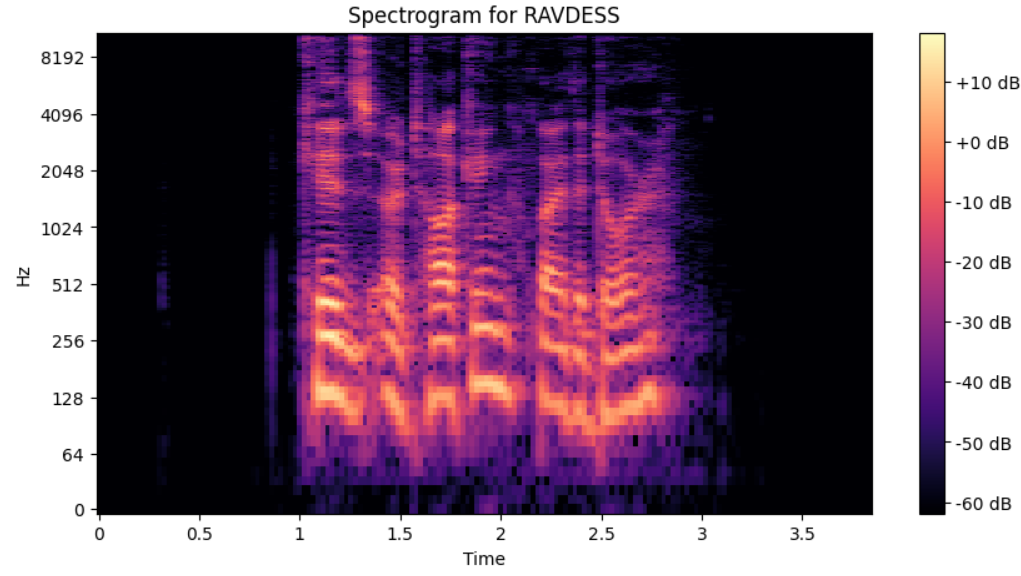 Spectrogram for RAVDESS
8192
4096
2048
1024
512
256
128
64
0
Hz
0 0.5 1 1.5 2 2.5 3 3.5
Time
+10 dB
+0 dB
-10 dB
-20 dB
-30 dB
-40 dB
-50 dB
-60 dB